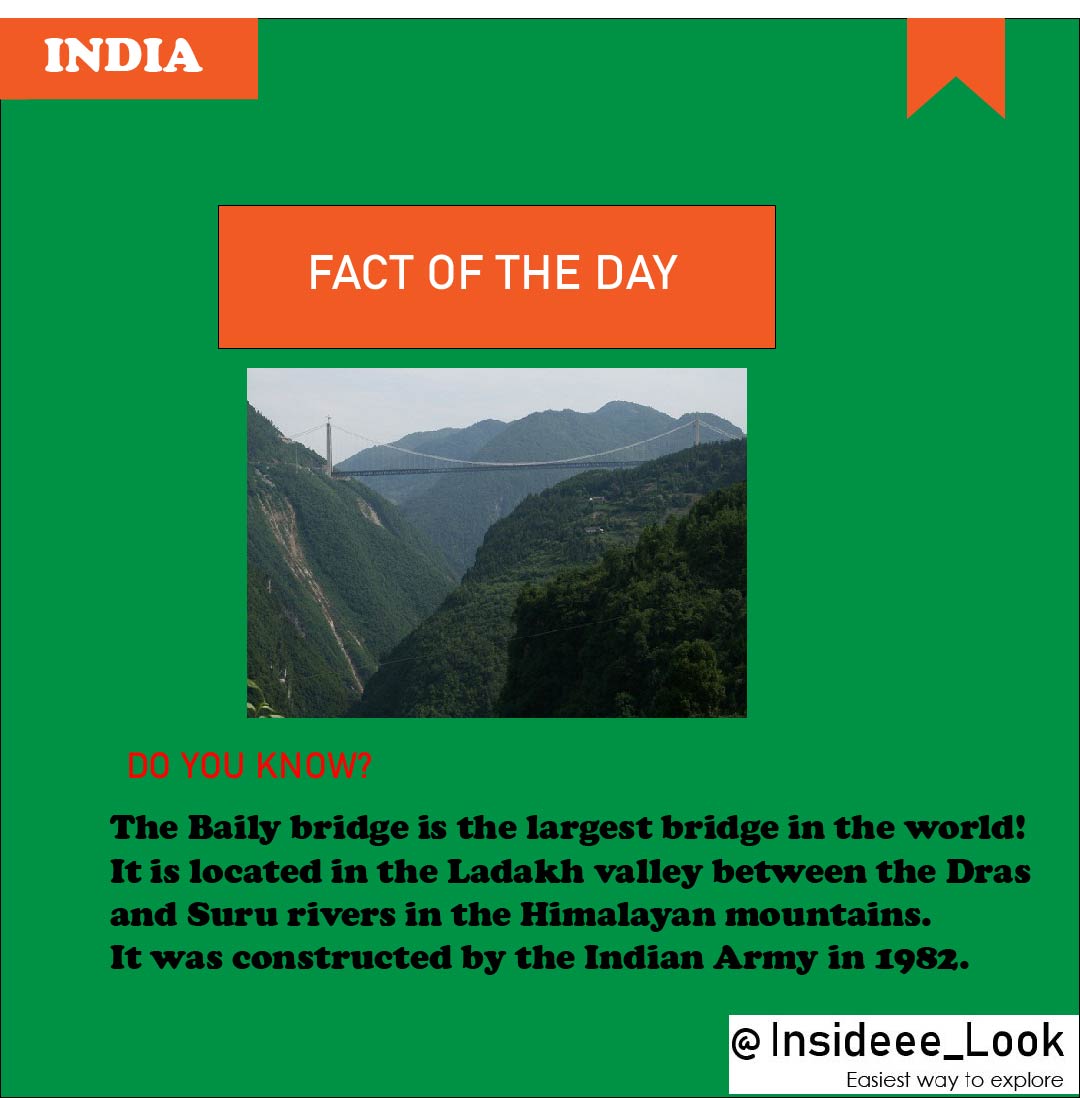 INDIA
FACT OF THE DAY
DO YOU KNOW?
The Baily bridge is the largest bridge in the world!
It is located in the Ladakh valley between the Dras
and Suru rivers in the Himalayan mountains.
It was constructed by the Indian Army in 1982.
@Insideee_Look
Easiest way to explore